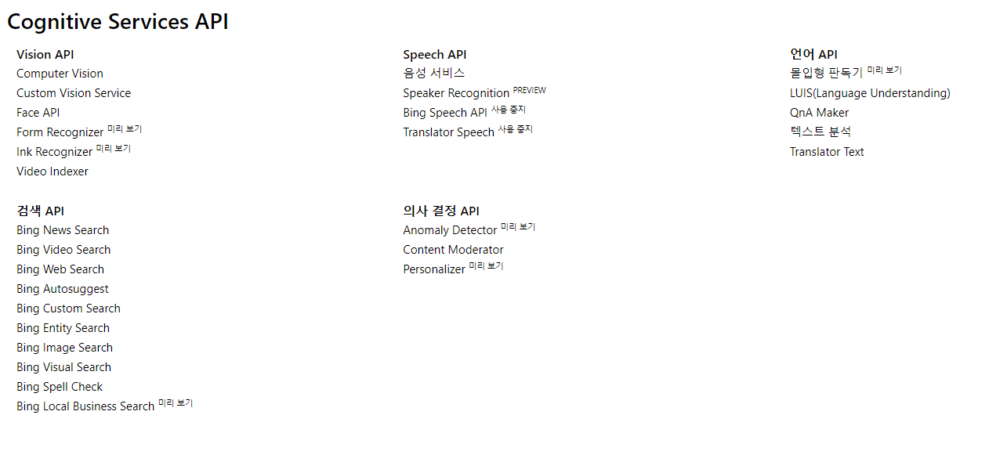 Cognitive Services API
Vision API
Computer Vision
Custom Vision Service
Face API
Form Recognizer 미리 보기
Ink Recognizer 미리 보기
Video Indexer
Speech API
음성 서비스
Speaker Recognition PREVIEW
Bing Speech API 사용 중지
Translator Speech 사용 중지
언어 API
몰입형 판독기 미리 보기
LUIS(Language Understanding)
QnA Maker
텍스트 분석
Translator Text
검색 API
Bing News Search
Bing Video Search
Bing Web Search
Bing Autosuggest
Bing Custom Search
Bing Entity Search
Bing Image Search
Bing Visual Search
Bing Spell Check
Bing Local Business Search 미리 보기
의사 결정 API
Anomaly Detector 미리 보기
Content Moderator
Personalizer 미리 보기